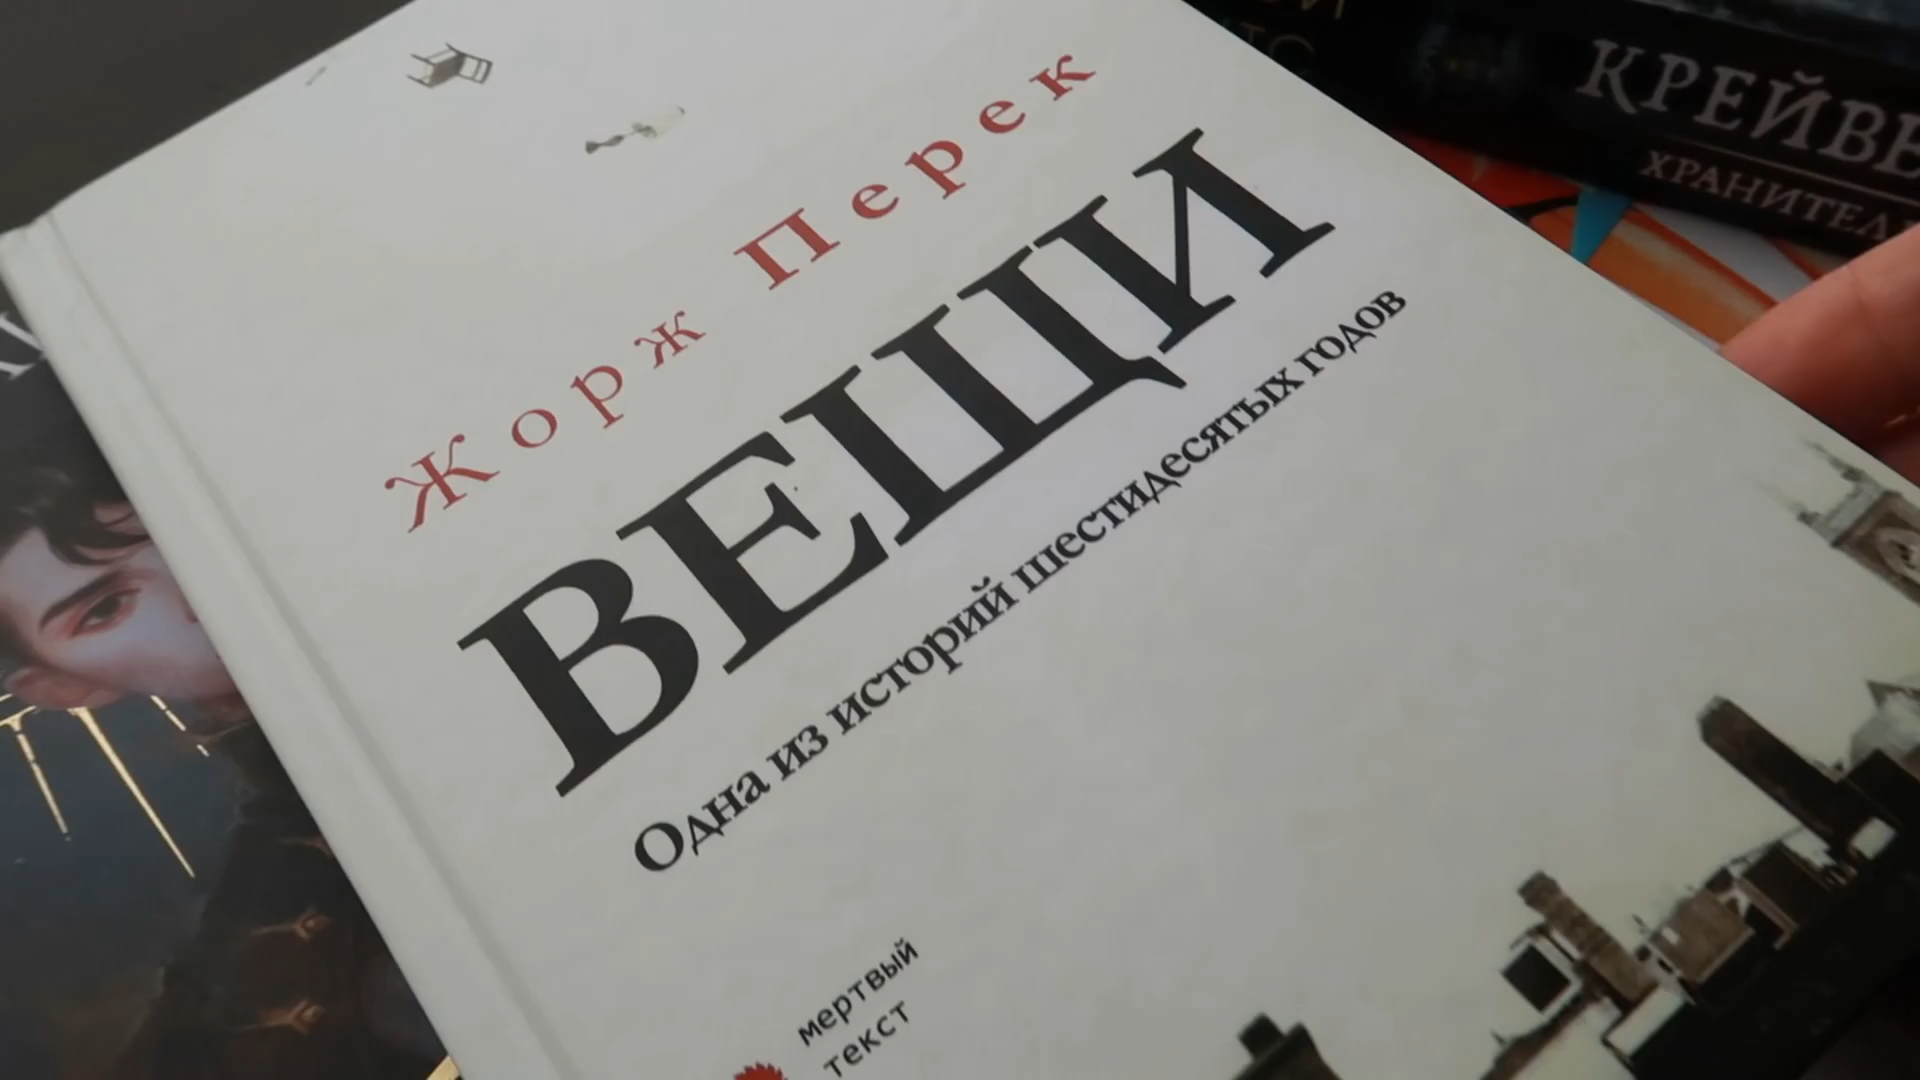 Жорж Перек
ВЕЩИ
Одна из историй шестидесятых годов
мертвый
текст
КРЕЙВЕ
ХРАНИТЕЛ